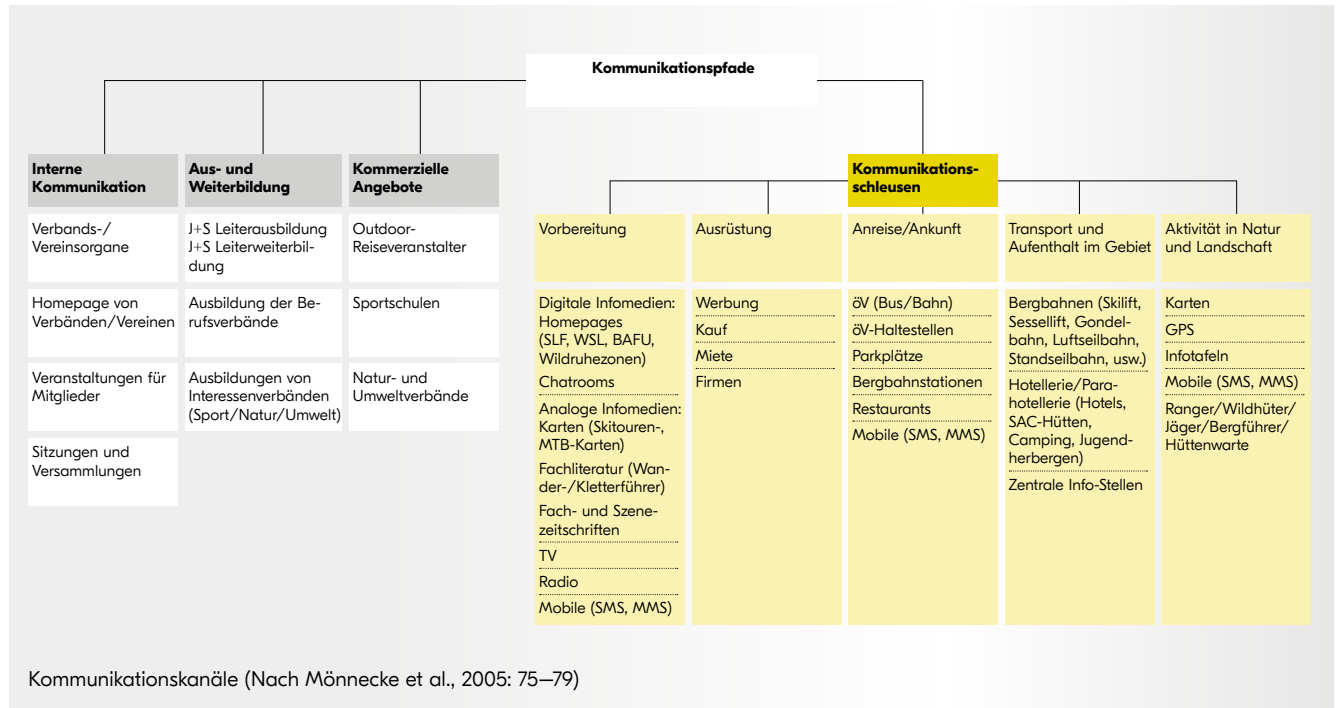 Kommunikationspfade
Interne
Kommunikation
Verbands-/
Vereinsorgane
Homepage von
Verbänden/Vereinen
Veranstaltungen für
Mitglieder
Sitzungen und
Versammlungen
Aus- und
Weiterbildung
J+S Leiterausbildung
J+S Leiterweiterbil-
dung
Ausbildung der Be-
rufsverbände
Ausbildungen von
Interessenverbänden
(Sport/Natur/Umwelt)
Kommerzielle
Angebote
Outdoor-
Reiseveranstalter
Sportschulen
Natur- und
Umweltverbände
Kommunikations-
schleusen
Vorbereitung
Digitale Infomedien:
Homepages
(SLF, WSL, BAFU,
Wildruhezonen)
Chatrooms
Analoge Infomedien:
Karten (Skitouren-,
MTB-Karten)
Fachliteratur (Wan-
der-/Kletterführer)
Fach- und Szene-
zeitschriften
TV
Radio
Mobile (SMS, MMS)
Ausrüstung
Werbung
Kauf
Miete
Firmen
Anreise/Ankunft
öV (Bus/Bahn)
öV-Haltestellen
Parkplätze
Bergbahnstationen
Restaurants
Mobile (SMS, MMS)
Transport und
Aufenthalt im Gebiet
Bergbahnen (Skilift,
Sessellift, Gondel-
bahn, Luftseilbahn,
Standseilbahn, usw.)
Hotellerie/Para-
hotellerie (Hotels,
SAC-Hütten,
Camping, Jugend-
herbergen)
Zentrale Info-Stellen
Aktivität in Natur
und Landschaft
Karten
GPS
Infotafeln
Mobile (SMS, MMS)
Ranger/Wildhüter/
Jäger/Bergführer/
Hüttenwarte
Kommunikationskanäle (Nach Mönnecke et al., 2005: 75–79)